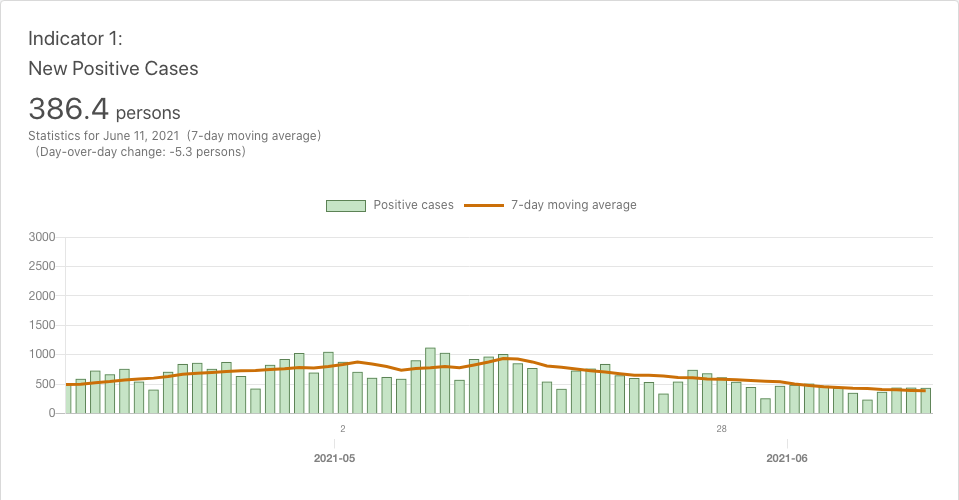 Indicator 1:
New Positive Cases
386.4 persons
Statistics for June 11, 2021 (7-day moving average)
(Day-over-day change: -5.3 persons)
Positive cases 7-day moving average
3000
2500
2000
1500
1000
500
0
2 28
2021-05 2021-06